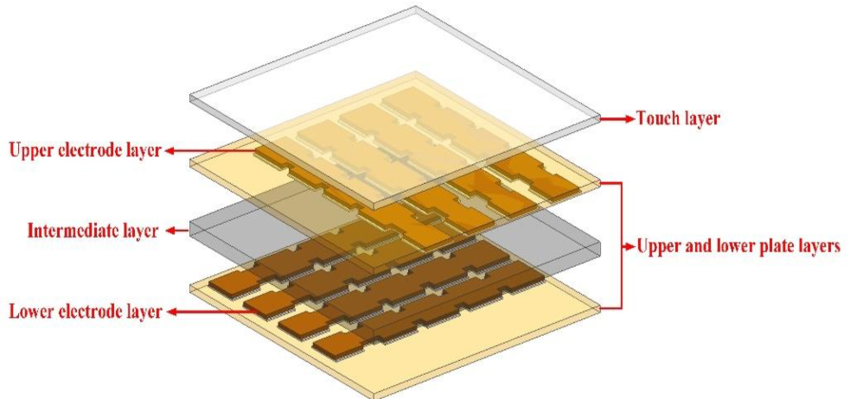 Touch layer
Upper electrode layer
Intermediate layer
Upper and lower plate layers
Lower electrode layer